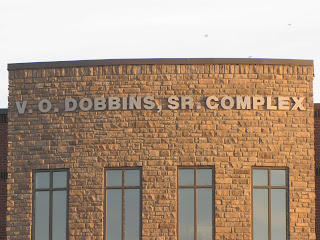 V. O. DOBBINS, SR. COMPLEX